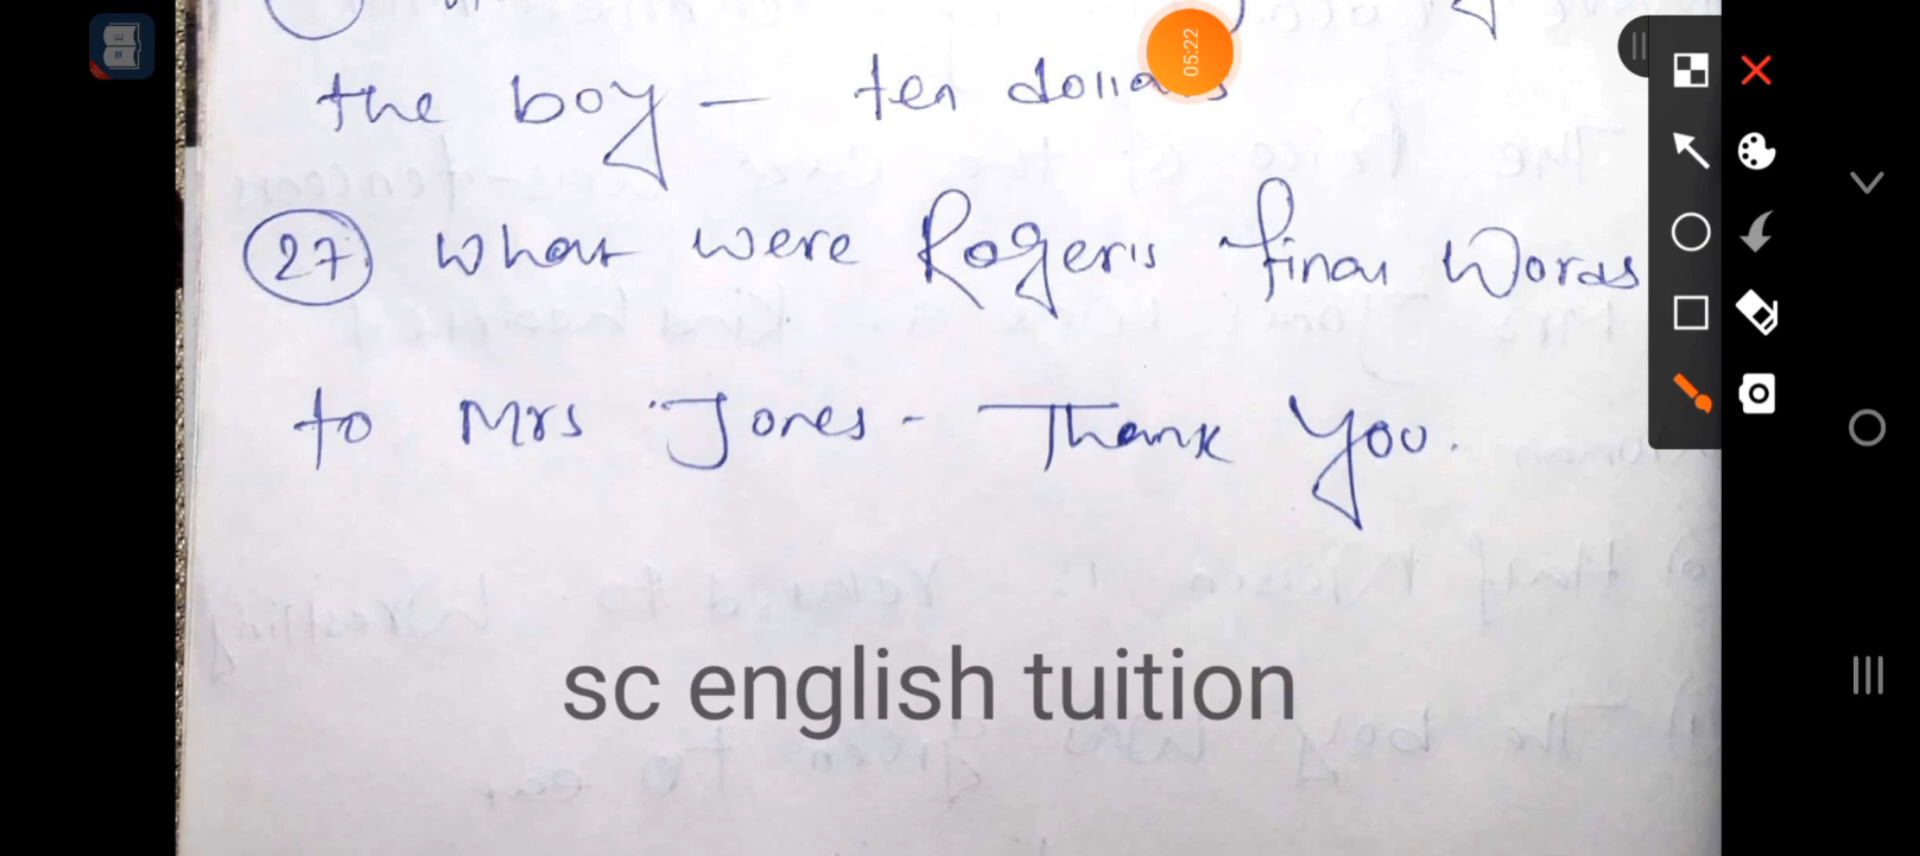 the boy — ten dollars
05:22
27 What were Roger's final Words
to Mrs Jones - Thank You.
sc english tuition